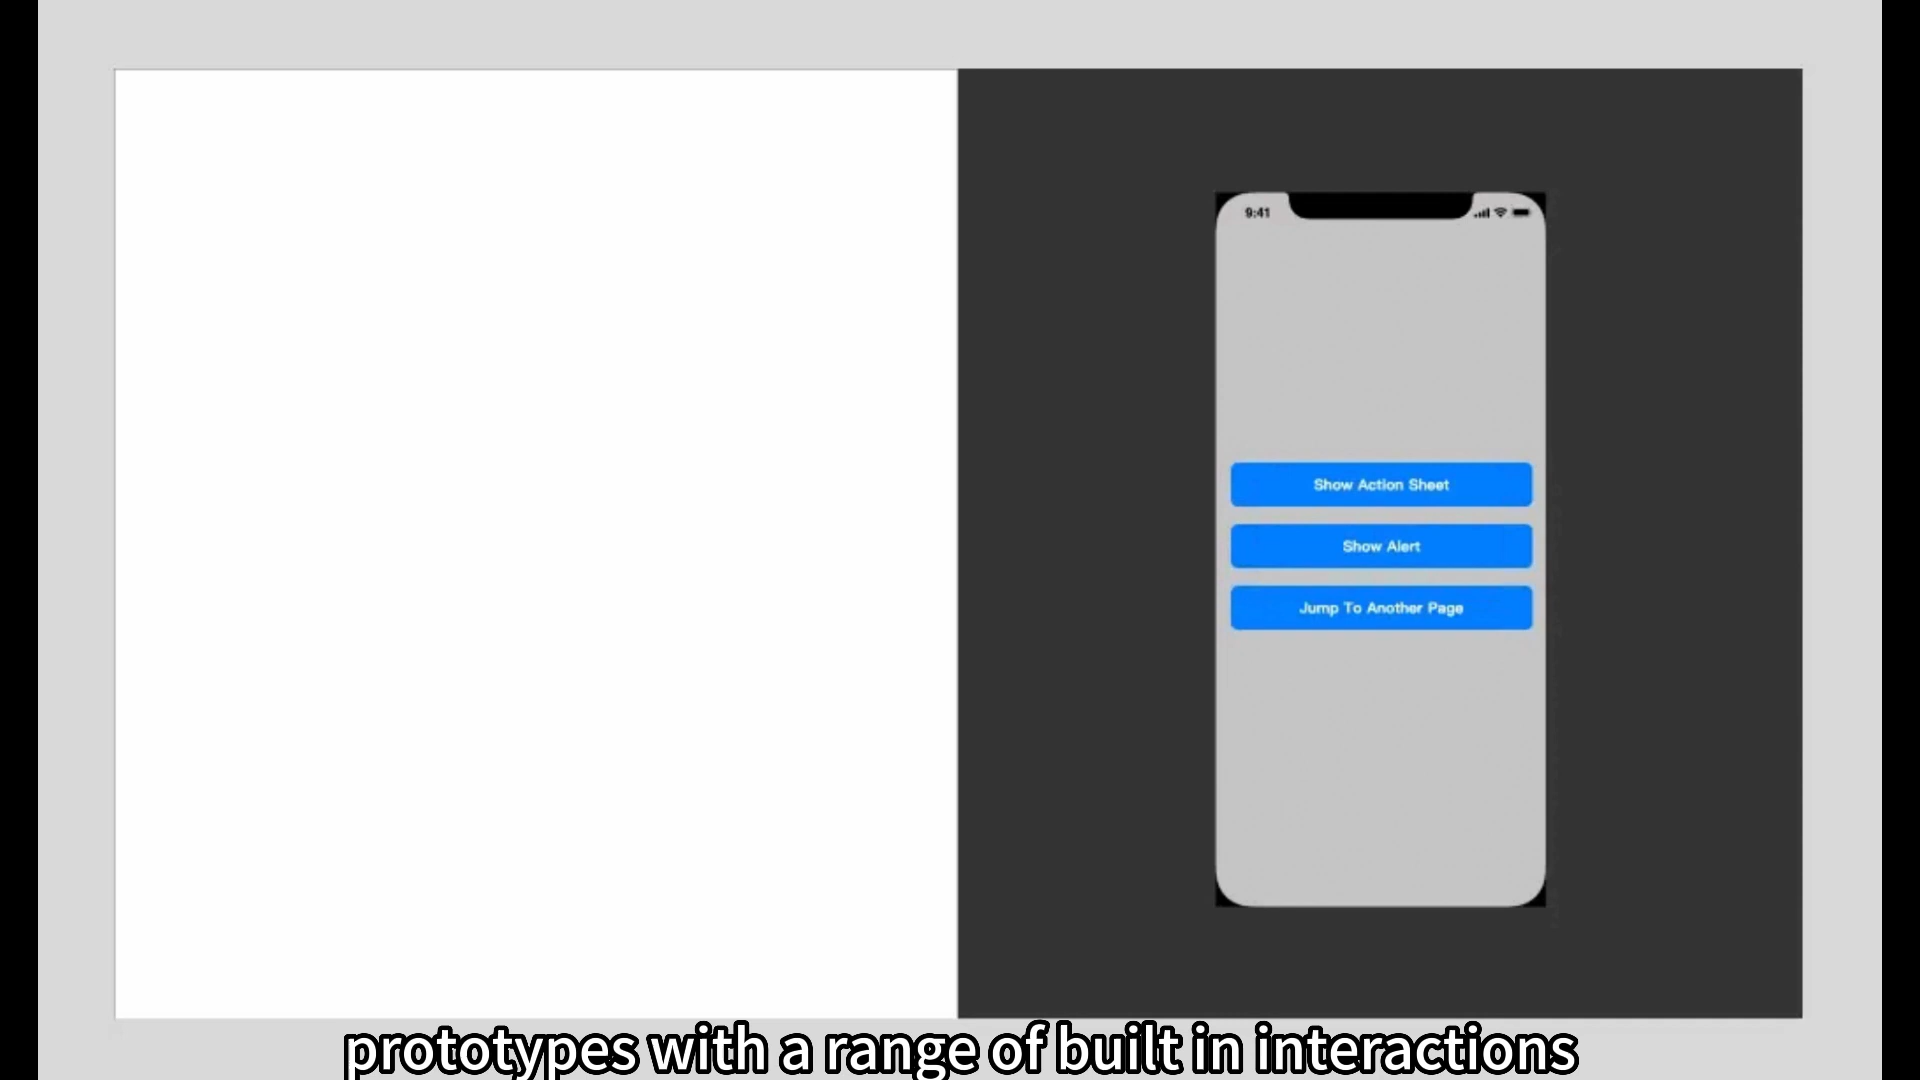 9:41
Show Action Sheet
Show Alert
Jump To Another Page
prototypes with a range of built in interactions